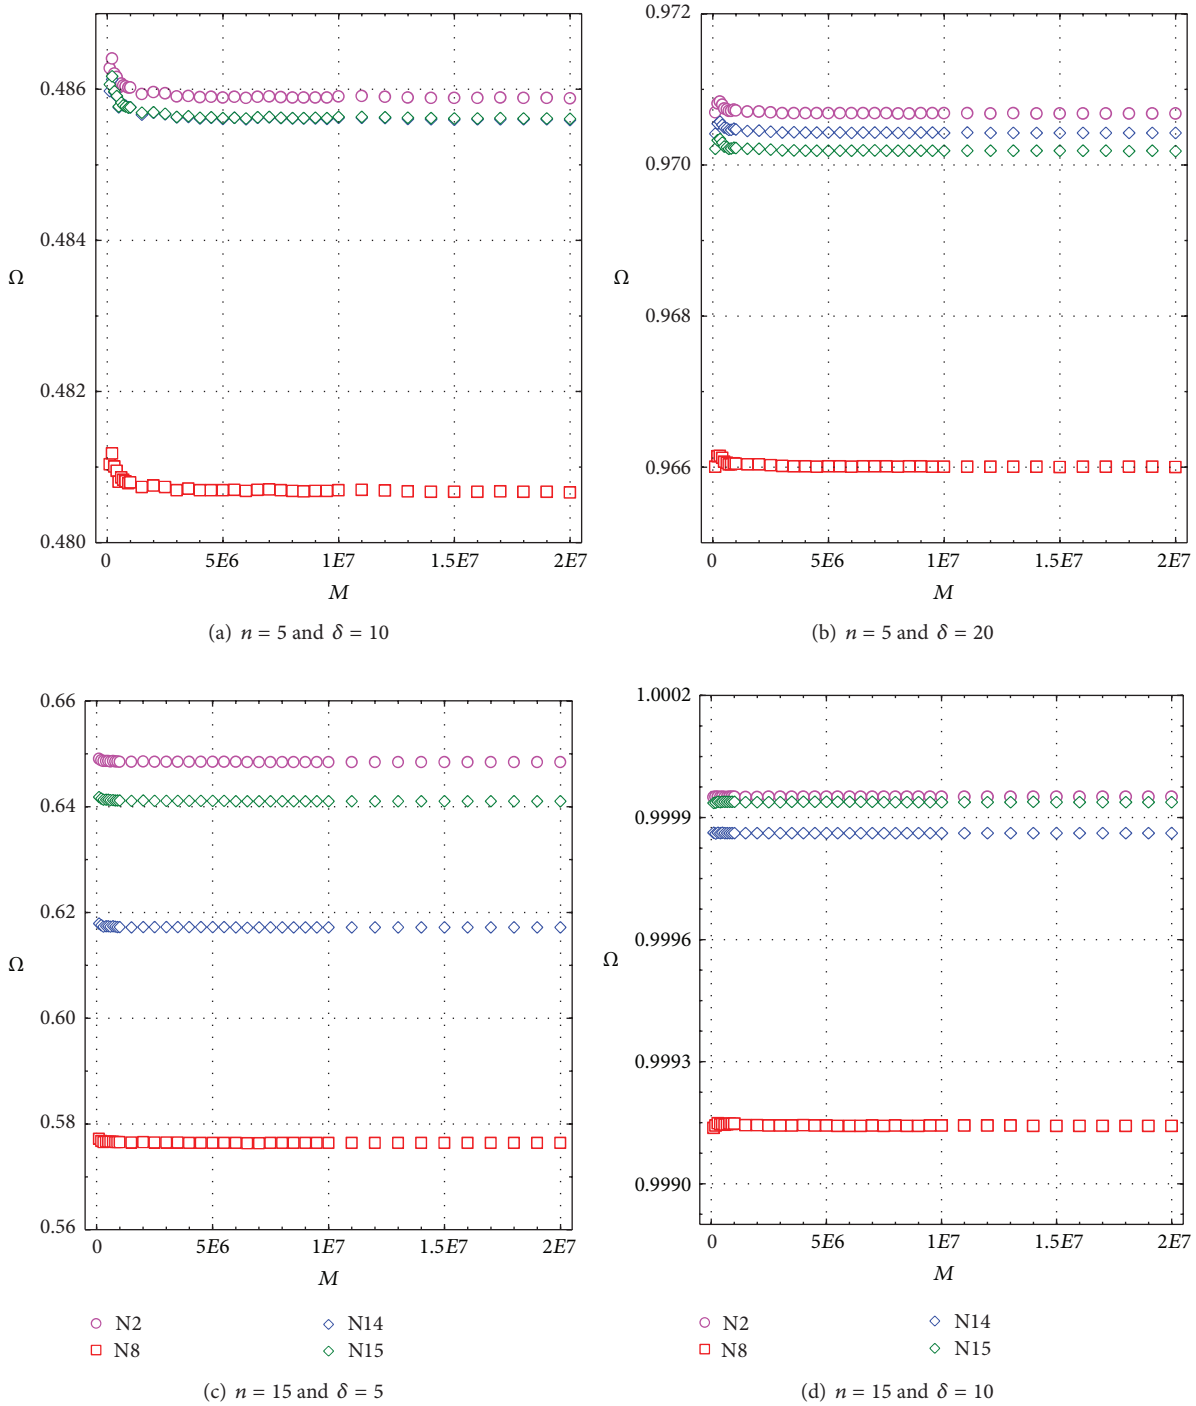 0.486
0.484
Ω
0.482
0.480
0 5E6 1E7 1.5E7 2E7
M
(a) n = 5 and δ = 10
0.972
0.970
Ω
0.968
0.966
0 5E6 1E7 1.5E7 2E7
M
(b) n = 5 and δ = 20
0.66
0.64
0.62
Ω
0.60
0.58
0.56
0 5E6 1E7 1.5E7 2E7
M
N2 N14
N8 N15
(c) n = 15 and δ = 5
1.0002
0.9999
0.9996
Ω
0.9993
0.9990
0 5E6 1E7 1.5E7 2E7
M
N2 N14
N8 N15
(d) n = 15 and δ = 10